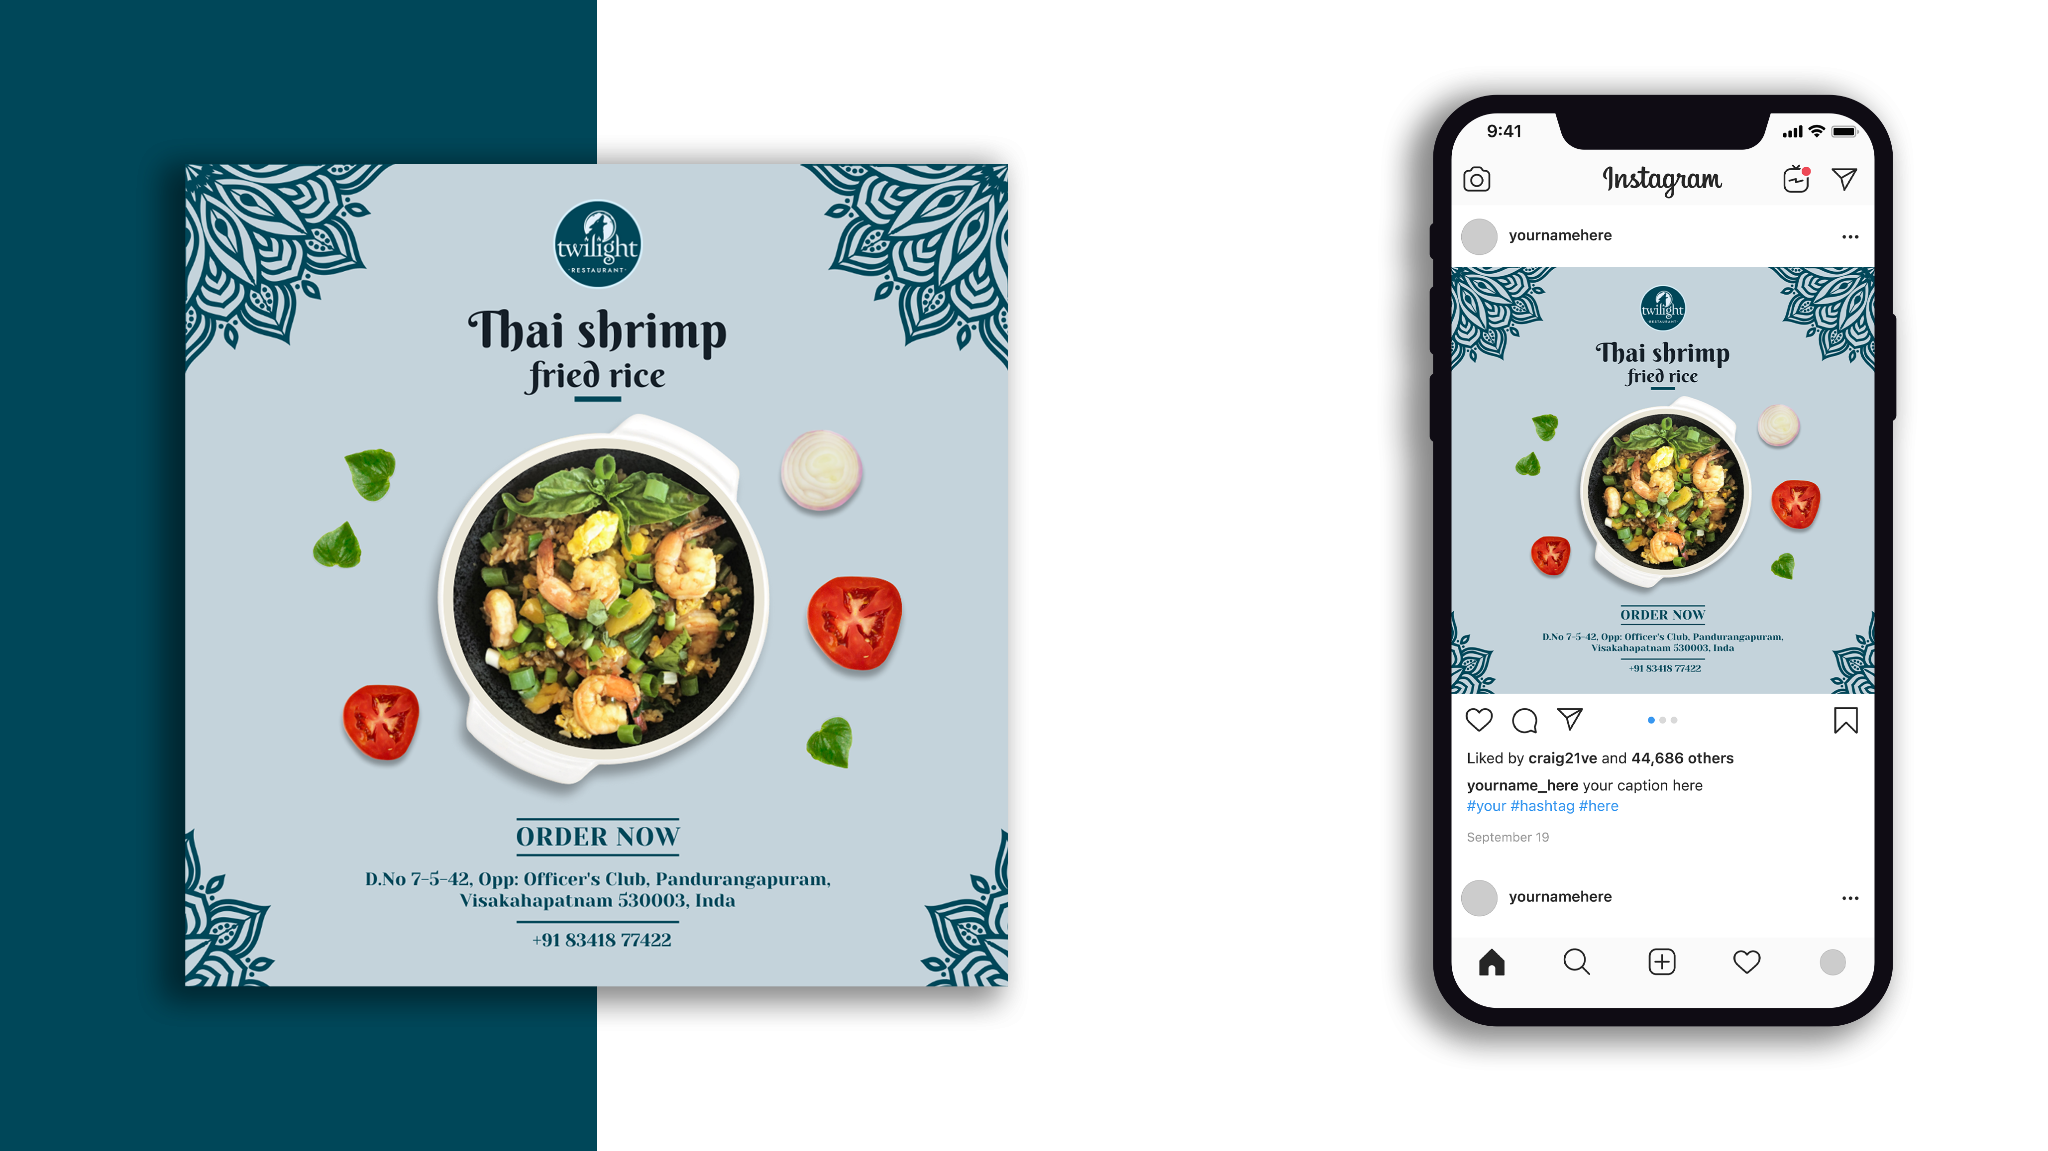 twilight
·RESTAURANT·
Thai shrimp
fried rice
ORDER NOW
D.No 7-5-42, Opp: Officer's Club, Pandurangapuram,
Visakahapatnam 530003, Inda
+91 83418 77422
9:41
Instagram
yournamehere
twilight
RESTAURANT
Thai shrimp
fried rice
ORDER NOW
D.No 7-5-42, Opp: Officer's Club, Pandurangapuram,
Visakahapatnam 530003, Inda
+91 83418 77422
Liked by craig21ve and 44,686 others
yourname_here your caption here
#your #hashtag #here
September 19
yournamehere